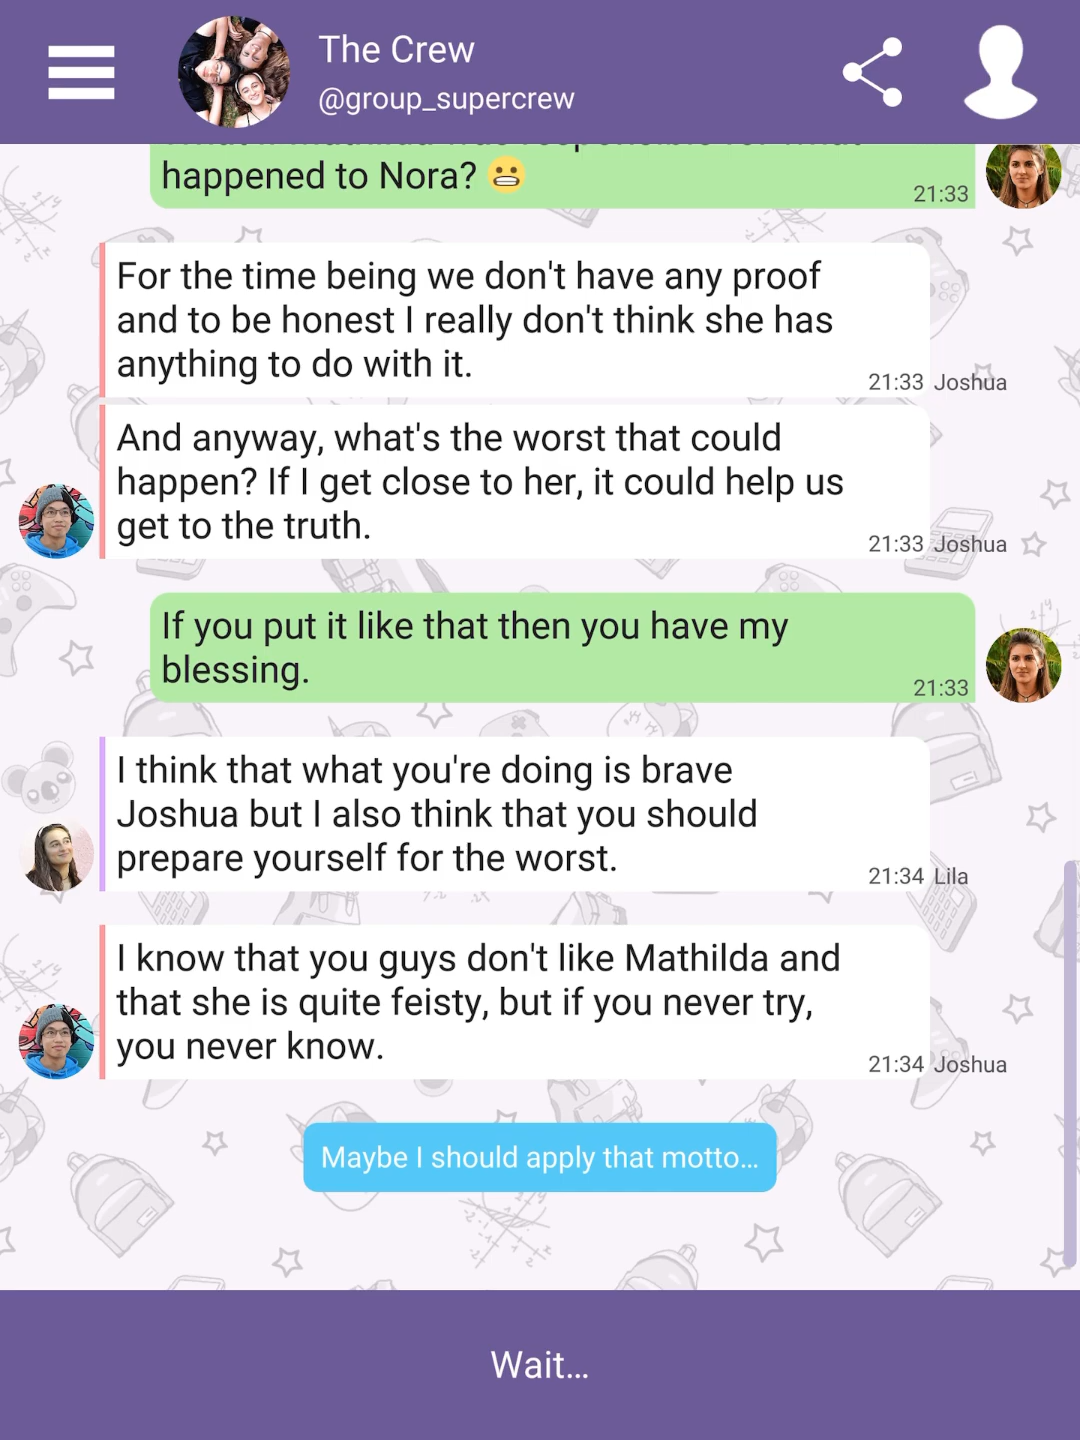 The Crew
@group_supercrew
happened to Nora? 😬
21:33
For the time being we don't have any proof
and to be honest I really don't think she has
anything to do with it.
21:33 Joshua
And anyway, what's the worst that could
happen? If I get close to her, it could help us
get to the truth.
21:33 Joshua
If you put it like that then you have my
blessing.
21:33
I think that what you're doing is brave
Joshua but I also think that you should
prepare yourself for the worst.
21:34 Lila
I know that you guys don't like Mathilda and
that she is quite feisty, but if you never try,
you never know.
21:34 Joshua
Maybe I should apply that motto...
Wait...